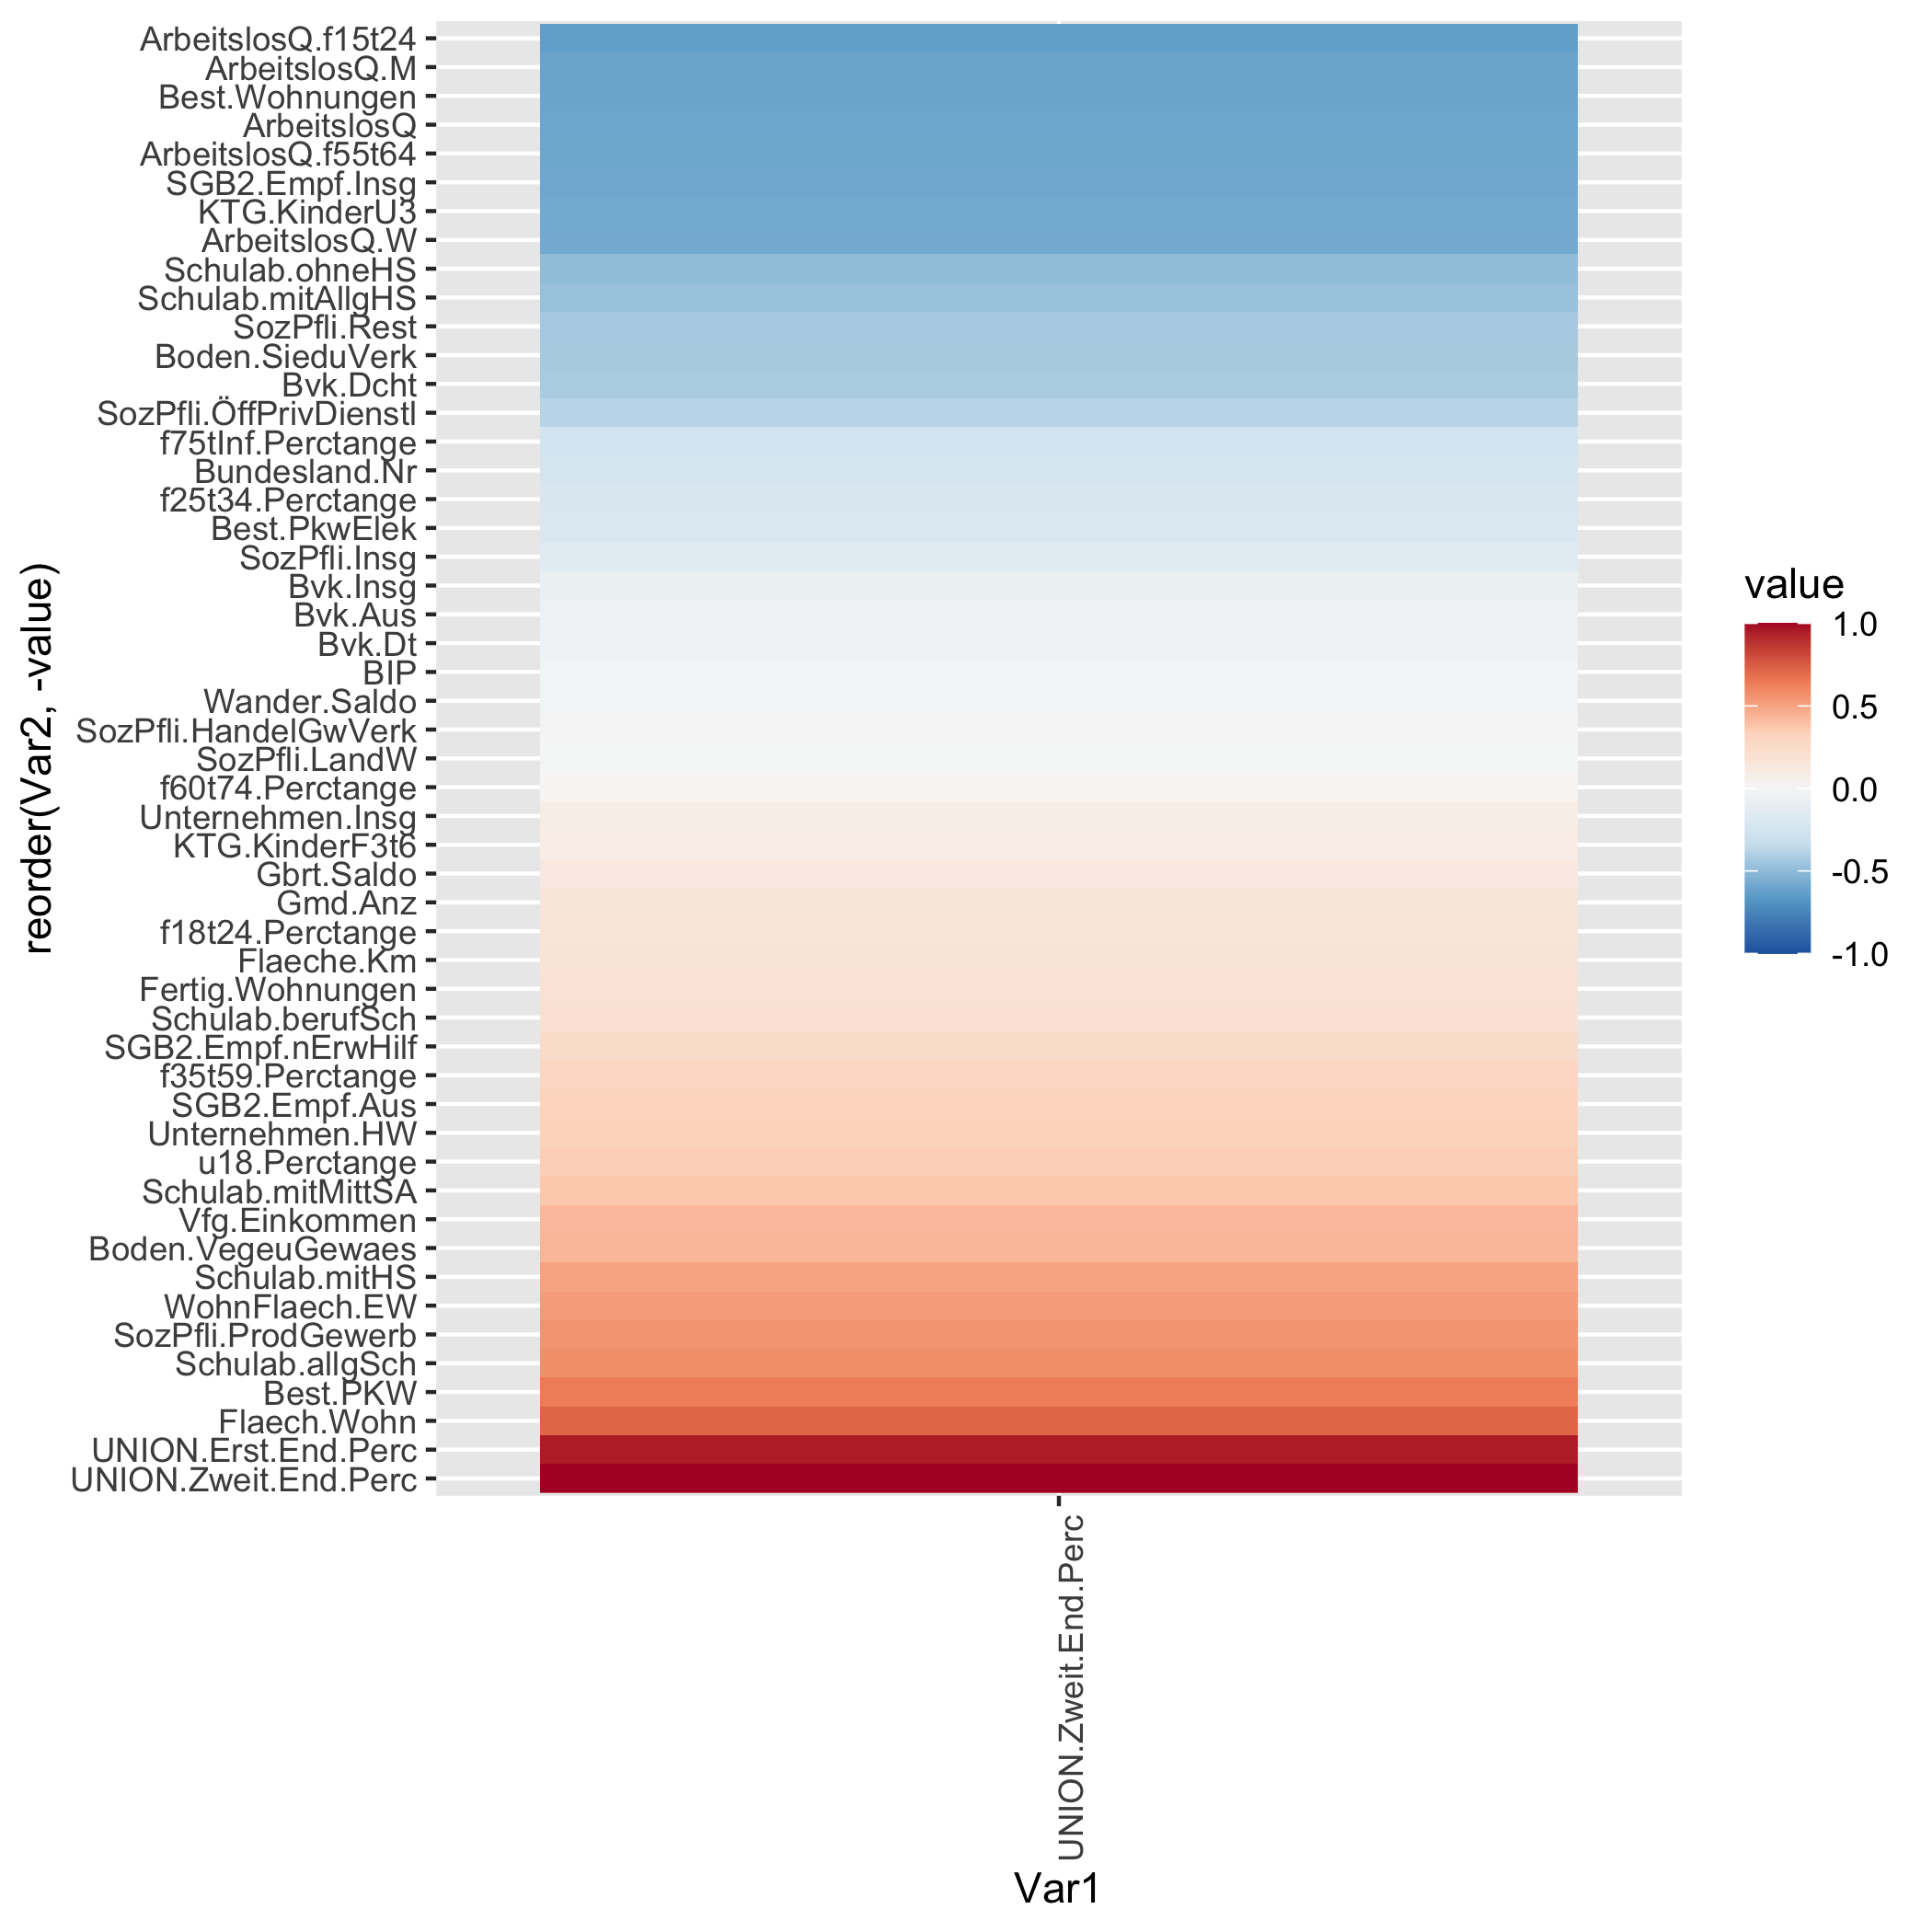 ArbeitslosQ.f15t24
ArbeitslosQ.M
Best.Wohnungen
ArbeitslosQ
ArbeitslosQ.f55t64
SGB2.Empf.Insg
KTG.KinderU3
ArbeitslosQ.W
Schulab.ohneHS
Schulab.mitAllgHS
SozPfli.Rest
Boden.SieduVerk
Bvk.Dcht
SozPfli.ÖffPrivDienstl
f75tInf.Perctange
Bundesland.Nr
f25t34.Perctange
Best.PkwElek
SozPfli.Insg
Bvk.Insg
Bvk.Aus
Bvk.Dt
BIP
Wander.Saldo
SozPfli.HandelGwVerk
SozPfli.LandW
f60t74.Perctange
Unternehmen.Insg
KTG.KinderF3t6
Gbrt.Saldo
Gmd.Anz
f18t24.Perctange
Flaeche.Km
Fertig.Wohnungen
Schulab.berufSch
SGB2.Empf.nErwHilf
f35t59.Perctange
SGB2.Empf.Aus
Unternehmen.HW
u18.Perctange
Schulab.mitMittSA
Vfg.Einkommen
Boden.VegeuGewaes
Schulab.mitHS
WohnFlaech.EW
SozPfli.ProdGewerb
Schulab.allgSch
Best.PKW
Flaech.Wohn
UNION.Erst.End.Perc
UNION.Zweit.End.Perc
reorder(Var2, -value)
UNION.Zweit.End.Perc
Var1
value
1.0
0.5
0.0
-0.5
-1.0